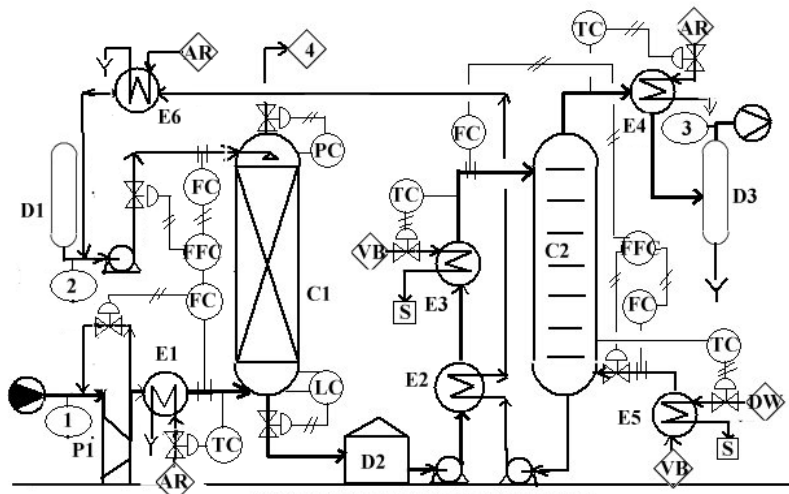 TC
AR
AR
4
E6
E4
3
FC
PC
D1
FC
TC
D3
C2
FFC
VB
FFC
C1
2
E3
FC
FC
S
E1
TC
E2
LC
E5
DW
1
P1
TC
D2
S
AR
VB